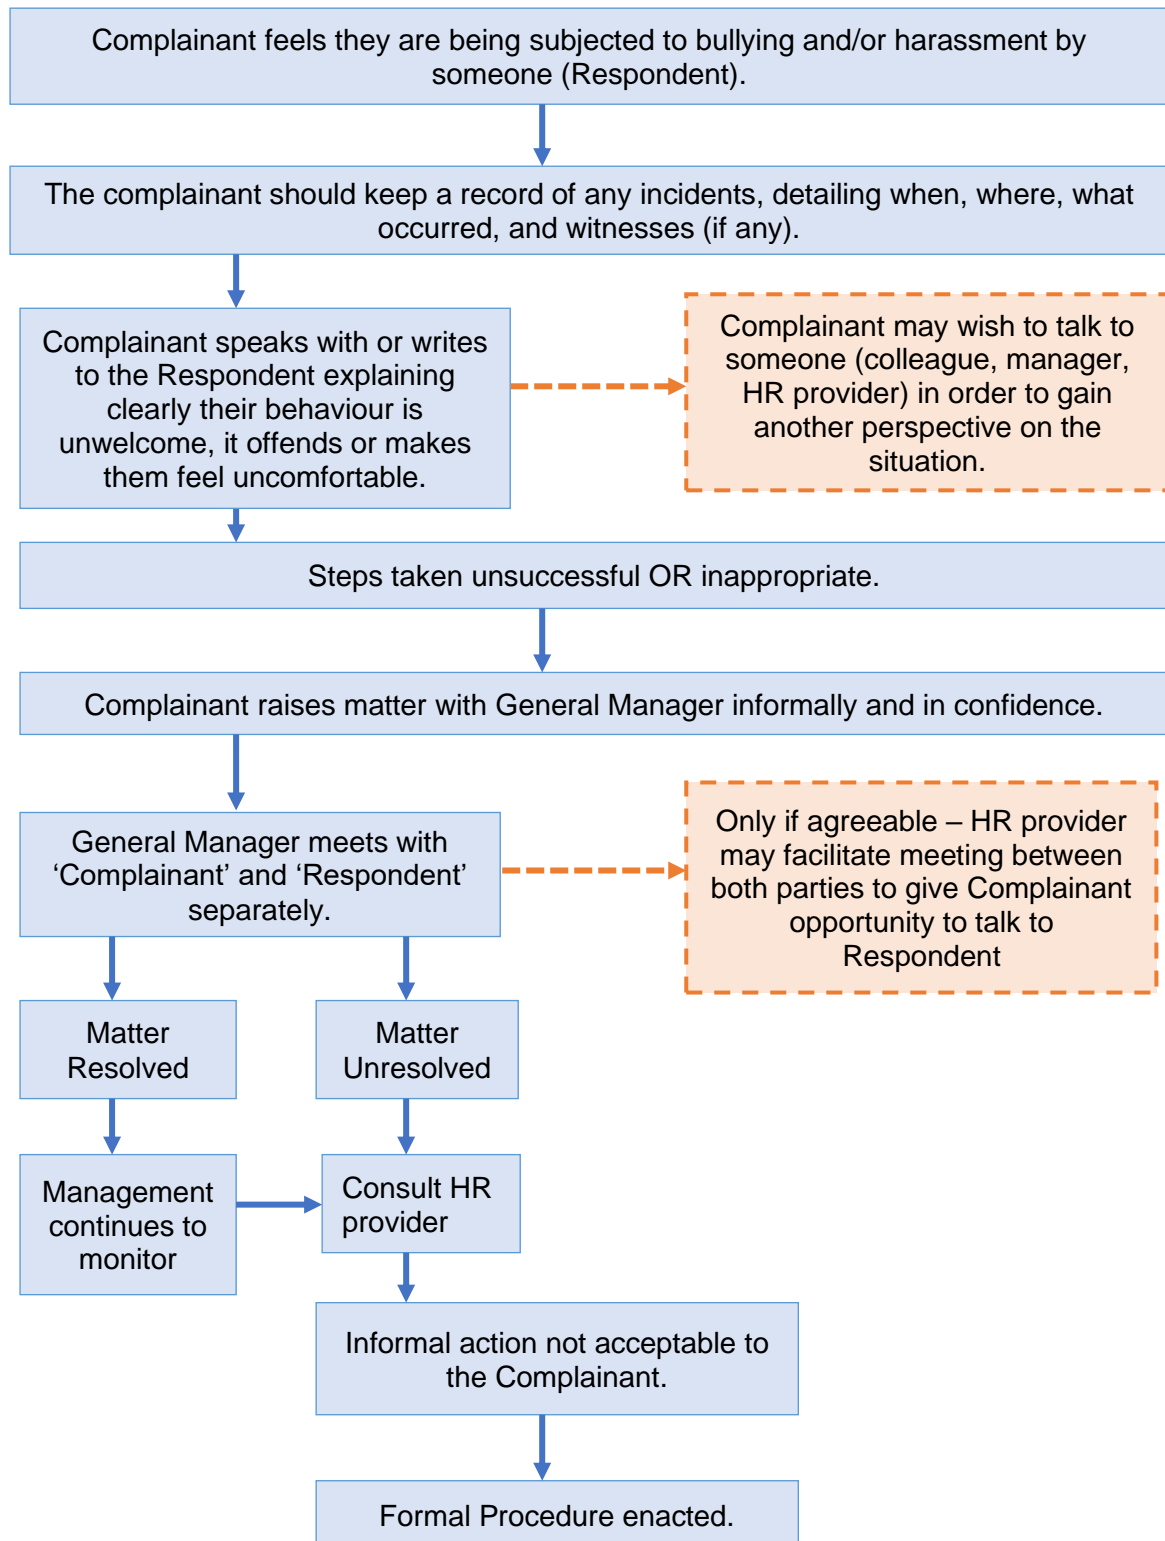 Complainant feels they are being subjected to bullying and/or harassment by
someone (Respondent).
The complainant should keep a record of any incidents, detailing when, where, what
occurred, and witnesses (if any).
Complainant speaks with or writes
to the Respondent explaining
clearly their behaviour is
unwelcome, it offends or makes
them feel uncomfortable.
Complainant may wish to talk to
someone (colleague, manager,
HR provider) in order to gain
another perspective on the
situation.
Steps taken unsuccessful OR inappropriate.
Complainant raises matter with General Manager informally and in confidence.
General Manager meets with
‘Complainant’ and ‘Respondent’
separately.
Only if agreeable – HR provider
may facilitate meeting between
both parties to give Complainant
opportunity to talk to
Respondent
Matter
Resolved
Matter
Unresolved
Management
continues to
monitor
Consult HR
provider
Informal action not acceptable to
the Complainant.
Formal Procedure enacted.